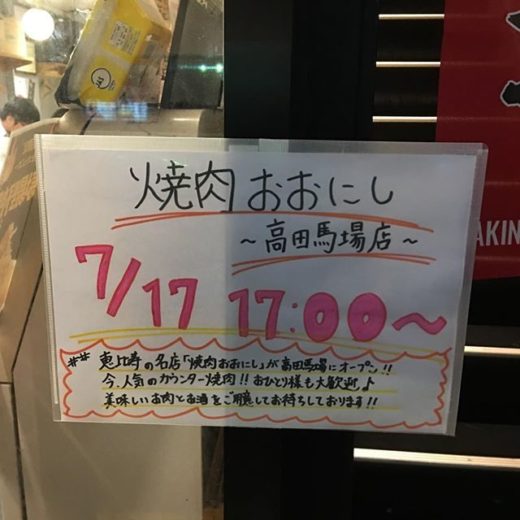 焼肉おおにし
～高田馬場店～
7/17 17:00～
恵比寿の名店「焼肉おおにし」が高田馬場にオープン!!
今、人気のカウンター焼肉!! おひとり様も大歓迎♪
美味しいお肉とお酒をご用意してお待ちしております!!
AKIN